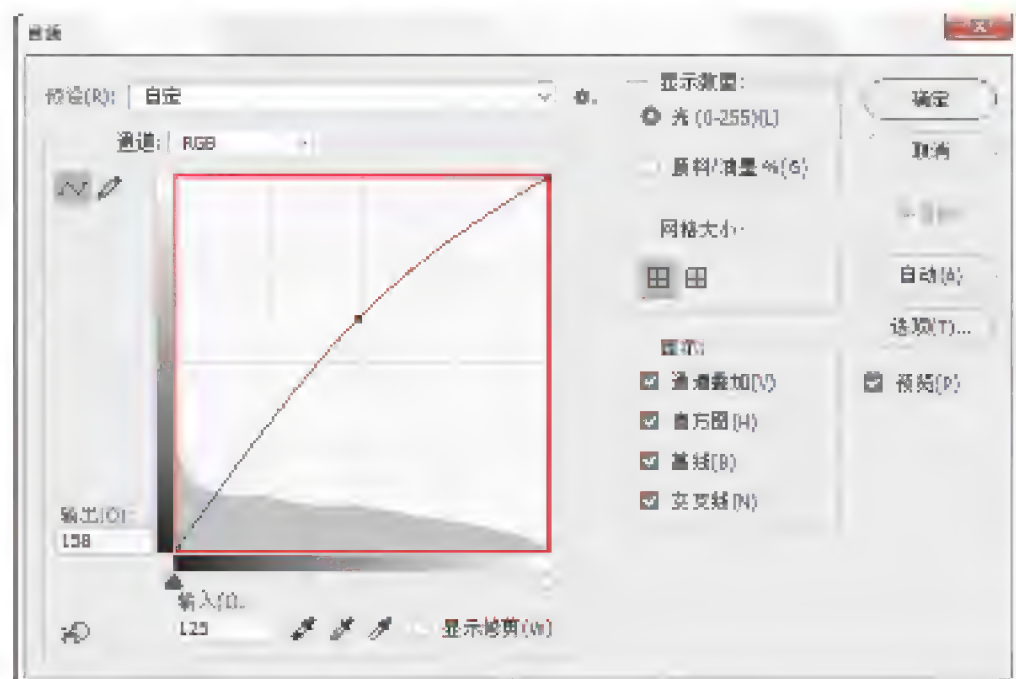 曲线
预设(R): 自定
通道: RGB
输出(O):
158
输入(I):
125
显示修剪(W)
显示数量:
光 (0-255)(L)
颜料/油墨 %(G)
网格大小:
显示:
通道叠加(V)
直方图(H)
基线(B)
交叉线(N)
确定
取消
自动(A)
选项(T)...
预览(P)